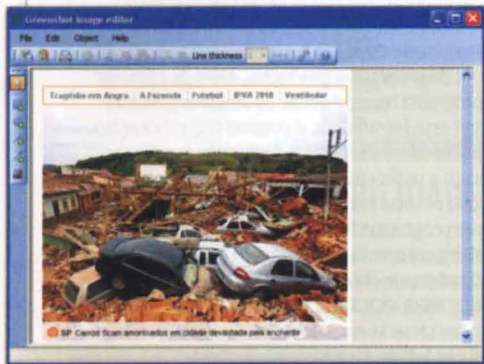 Greenshot image editor
File Edit Object Help
Line thickness
Tragédia em Angra A Fazenda Futebol IPVA 2010 Vestibular
SP Carros ficam amontoados em cidade devastada pela enchente